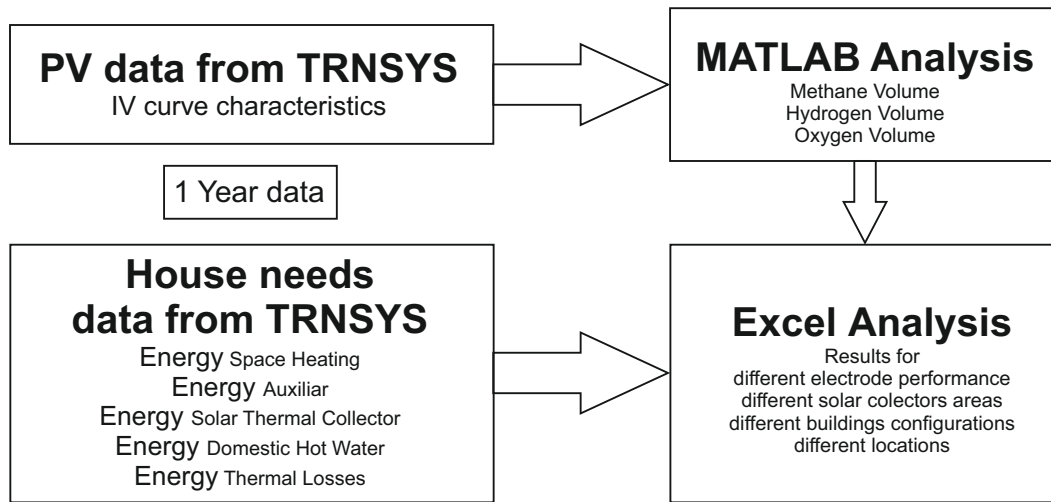 PV data from TRNSYS
IV curve characteristics
MATLAB Analysis
Methane Volume
Hydrogen Volume
Oxygen Volume
1 Year data
House needs
data from TRNSYS
Energy Space Heating
Energy Auxiliar
Energy Solar Thermal Collector
Energy Domestic Hot Water
Energy Thermal Losses
Excel Analysis
Results for
different electrode performance
different solar colectors areas
different buildings configurations
different locations